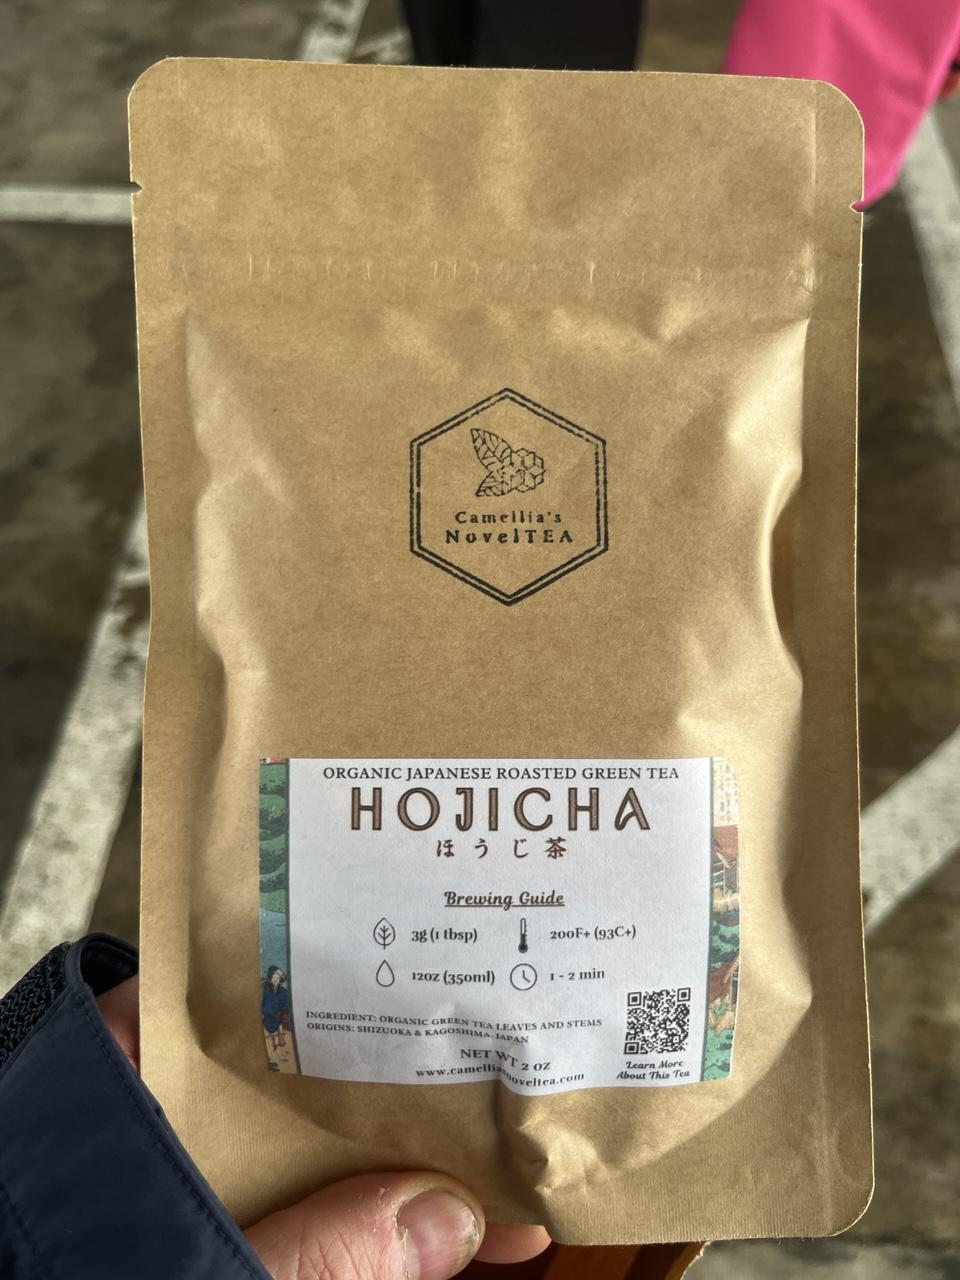 Camellia's
NovelTEA
ORGANIC JAPANESE ROASTED GREEN TEA
HOJICHA
ほうじ茶
Brewing Guide
3g (1 tbsp)
200F+ (93C+)
12oz (350ml)
1 - 2 min
INGREDIENT: ORGANIC GREEN TEA LEAVES AND STEMS
ORIGINS: SHIZUOKA & KAGOSHIMA, JAPAN
NET WT 2 OZ
www.camelliasnoveltea.com
Learn More
About This Tea